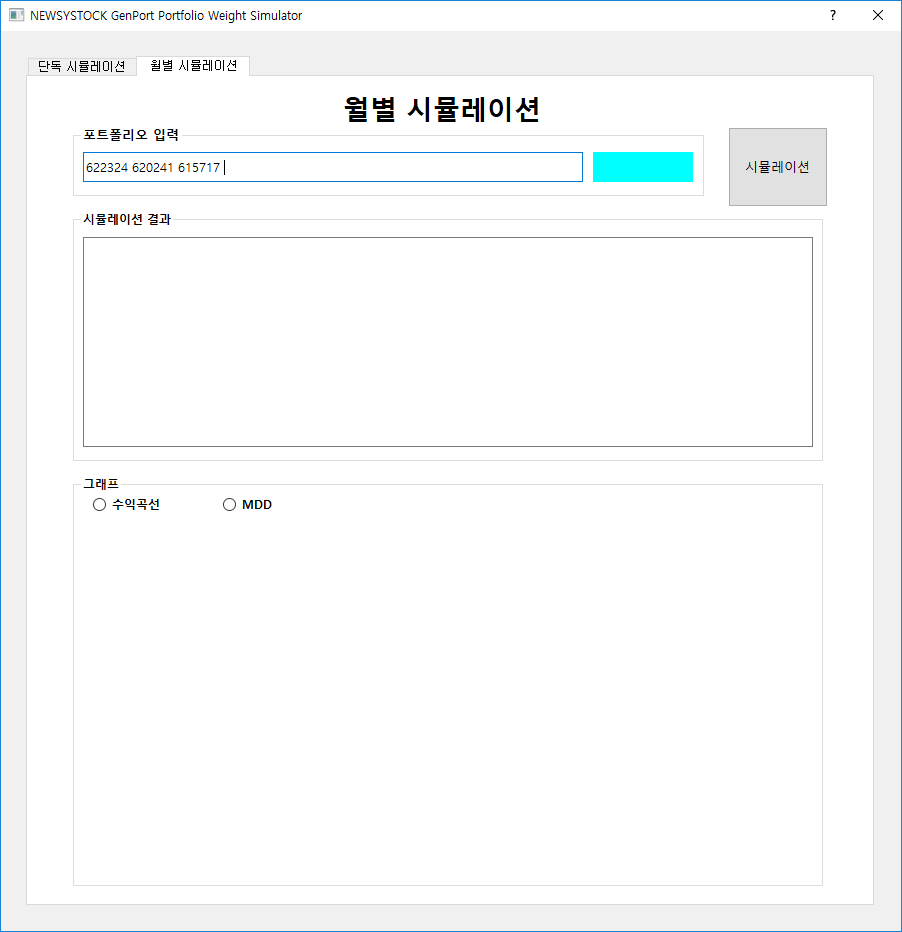 NEWSYSTOCK GenPort Portfolio Weight Simulator ?
단독 시뮬레이션 월별 시뮬레이션
월별 시뮬레이션
포트폴리오 입력
622324 620241 615717
시뮬레이션
시뮬레이션 결과
그래프
수익곡선 MDD